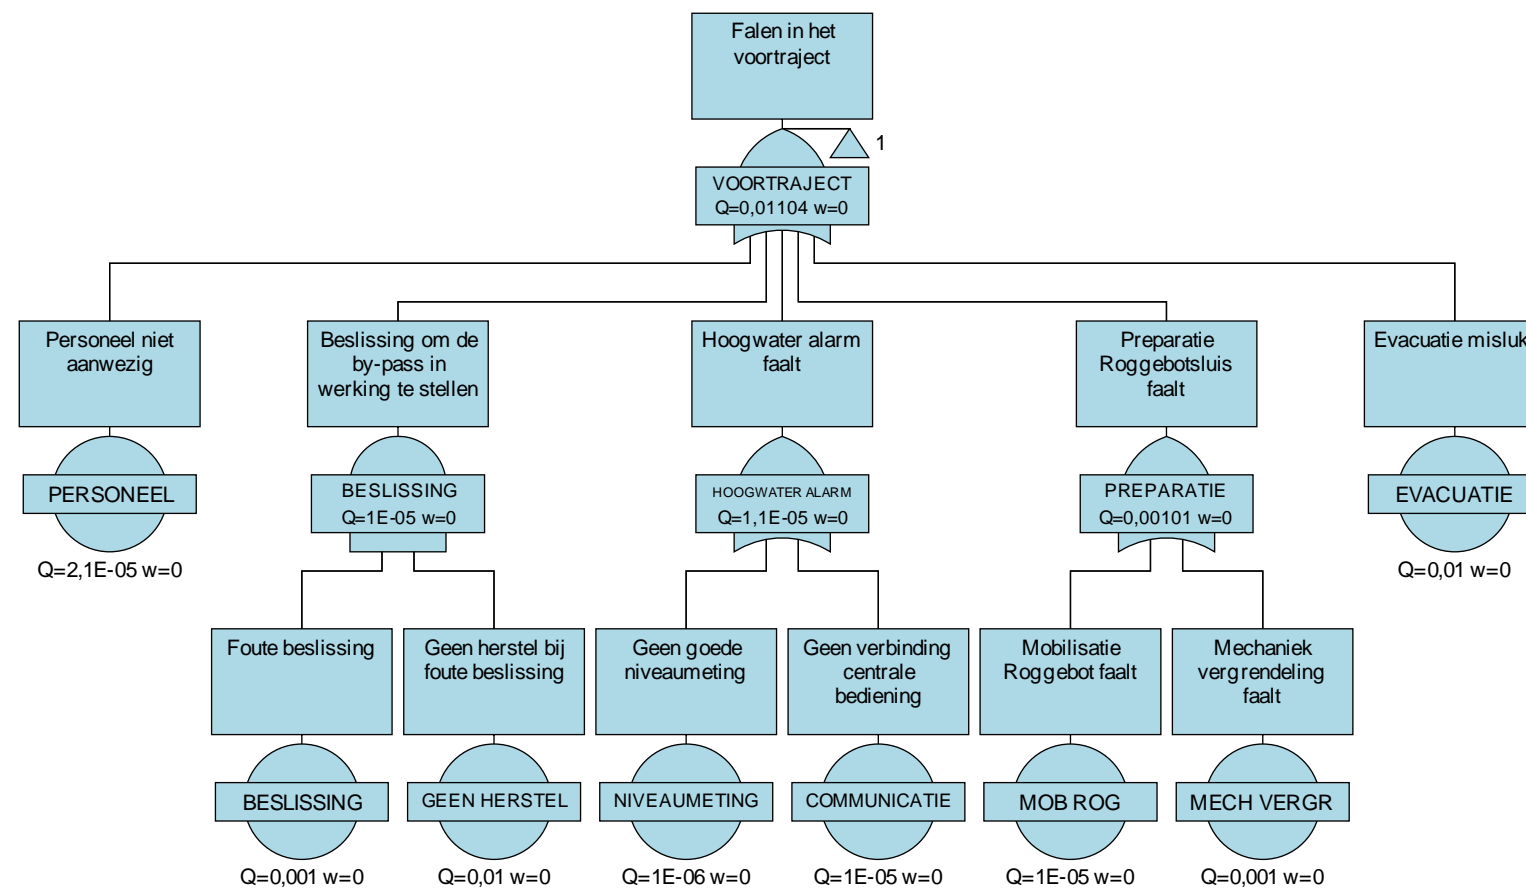 Falen in het
voortraject
1
VOORTRAJECT
Q=0,01104 w=0
Personeel niet
aanwezig
PERSONEEL
Q=2,1E-05 w=0
Beslissing om de
by-pass in
werking te stellen
BESLISSING
Q=1E-05 w=0
Hoogwater alarm
faalt
HOOGWATER ALARM
Q=1,1E-05 w=0
Preparatie
Roggebotsluis
faalt
PREPARATIE
Q=0,00101 w=0
Evacuatie misluk
EVACUATIE
Q=0,01 w=0
Foute beslissing
BESLISSING
Q=0,001 w=0
Geen herstel bij
foute beslissing
GEEN HERSTEL
Q=0,01 w=0
Geen goede
niveaumeting
NIVEAUMETING
Q=1E-06 w=0
Geen verbinding
centrale
bediening
COMMUNICATIE
Q=1E-05 w=0
Mobilisatie
Roggebot faalt
MOB ROG
Q=1E-05 w=0
Mechaniek
vergrendeling
faalt
MECH VERGR
Q=0,001 w=0